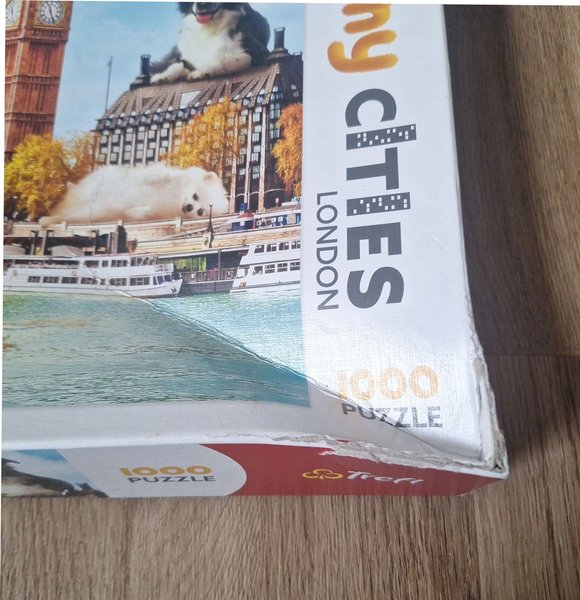 ny
CITIES
LONDON
1000
PUZZLE
1000
PUZZLE
Trefl